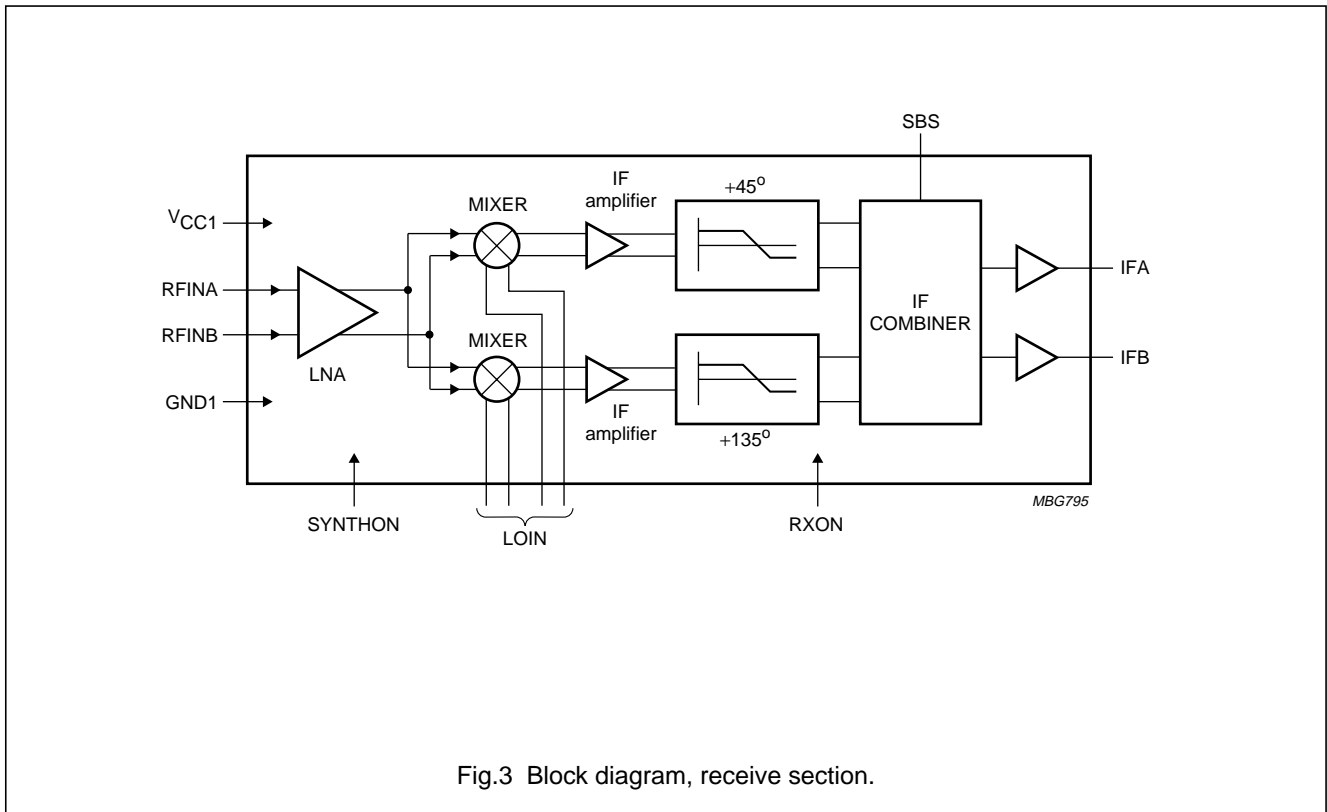 SBS
IF
amplifier
+45°
MIXER
VCC1
RFINA
RFINB
LNA
GND1
MIXER
IF
amplifier
+135°
IF
COMBINER
IFA
IFB
MBG795
SYNTHON
LOIN
RXON
Fig.3 Block diagram, receive section.